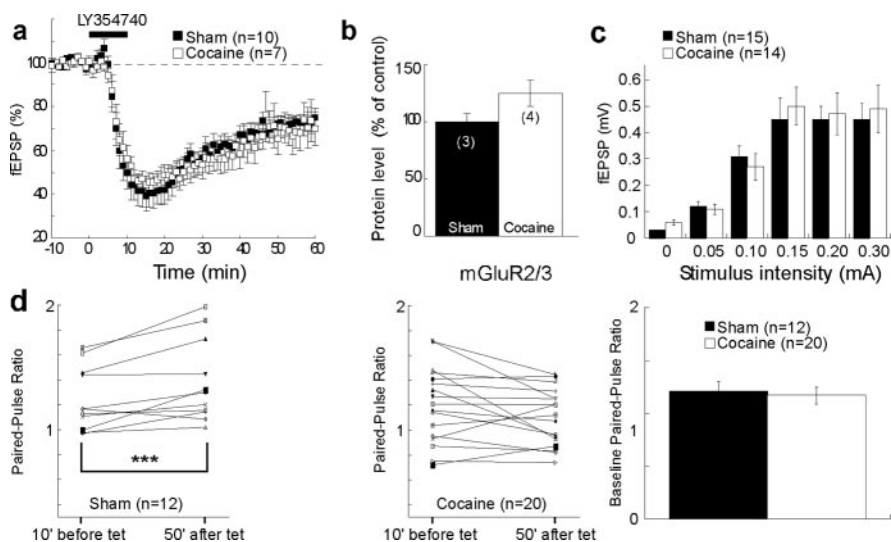 a
LY354740
Sham (n=10)
Cocaine (n=7)
fEPSP (%)
100
80
60
40
20
-10 0 10 20 30 40 50 60
Time (min)
b
Protein level (% of control)
150
100
50
0
(3)
(4)
Sham Cocaine
mGluR2/3
c
Sham (n=15)
Cocaine (n=14)
fEPSP (mV)
0.6
0.5
0.4
0.3
0.2
0.1
0 0.05 0.10 0.15 0.20 0.30
Stimulus intensity (mA)
d
Paired-Pulse Ratio
2
1
***
Sham (n=12)
10' before tet 50' after tet
Paired-Pulse Ratio
2
1
Cocaine (n=20)
10' before tet 50' after tet
Baseline Paired-Pulse Ratio
2
1
0
Sham (n=12)
Cocaine (n=20)